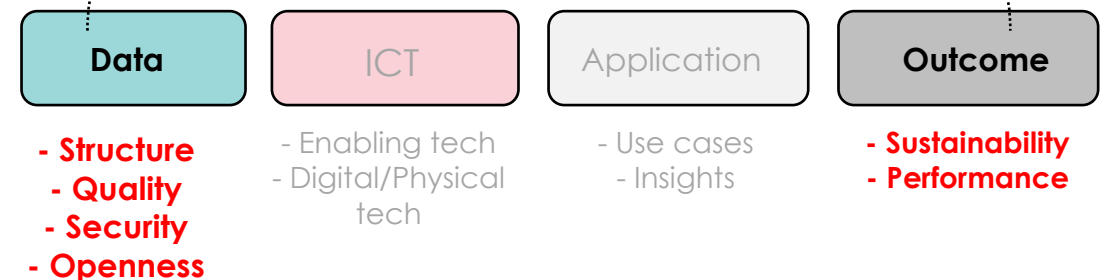 Data
- Structure
- Quality
- Security
- Openness
ICT
- Enabling tech
- Digital/Physical
tech
Application
- Use cases
- Insights
Outcome
- Sustainability
- Performance